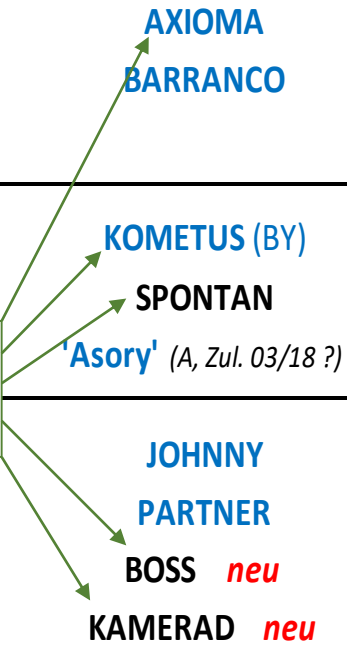 AXIOMA
BARRANCO
KOMETUS (BY)
SPONTAN
'Asory' (A, Zul. 03/18 ?)
JOHNNY
PARTNER
BOSS neu
KAMERAD neu